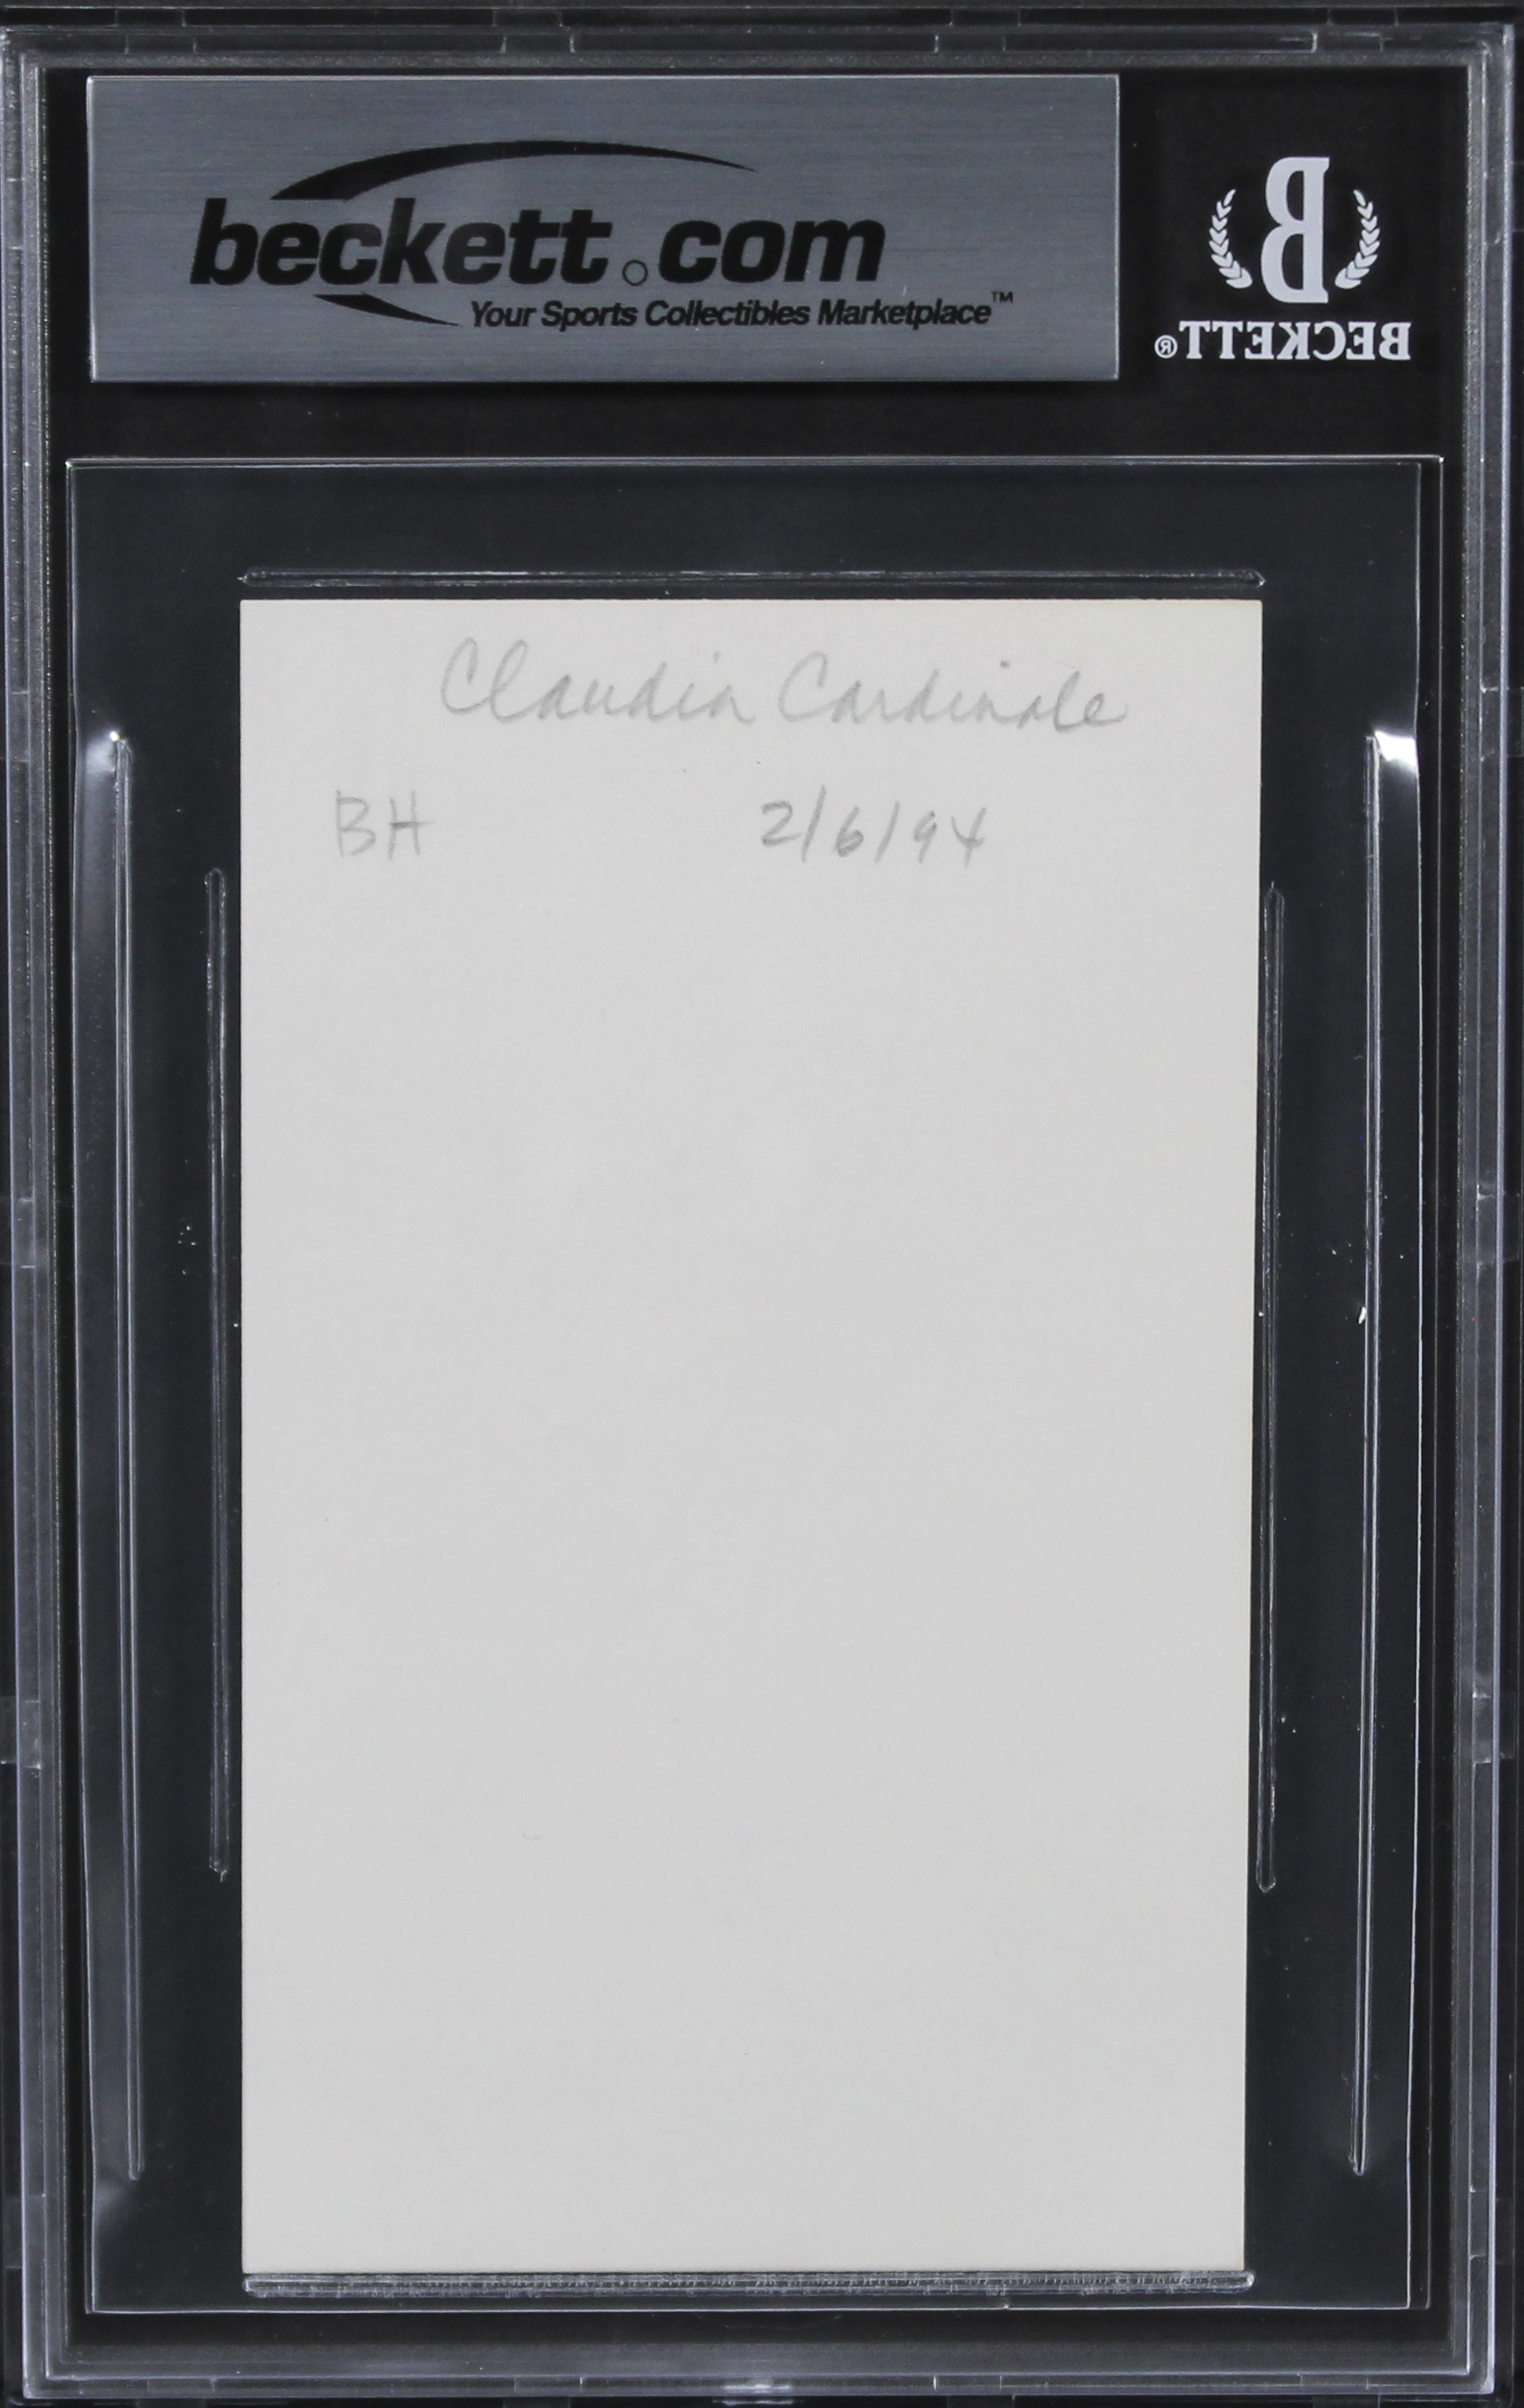 beckett.com
Your Sports Collectibles Marketplace™
BECKETT®
B
Claudia Cardinale
BH 2/6/94